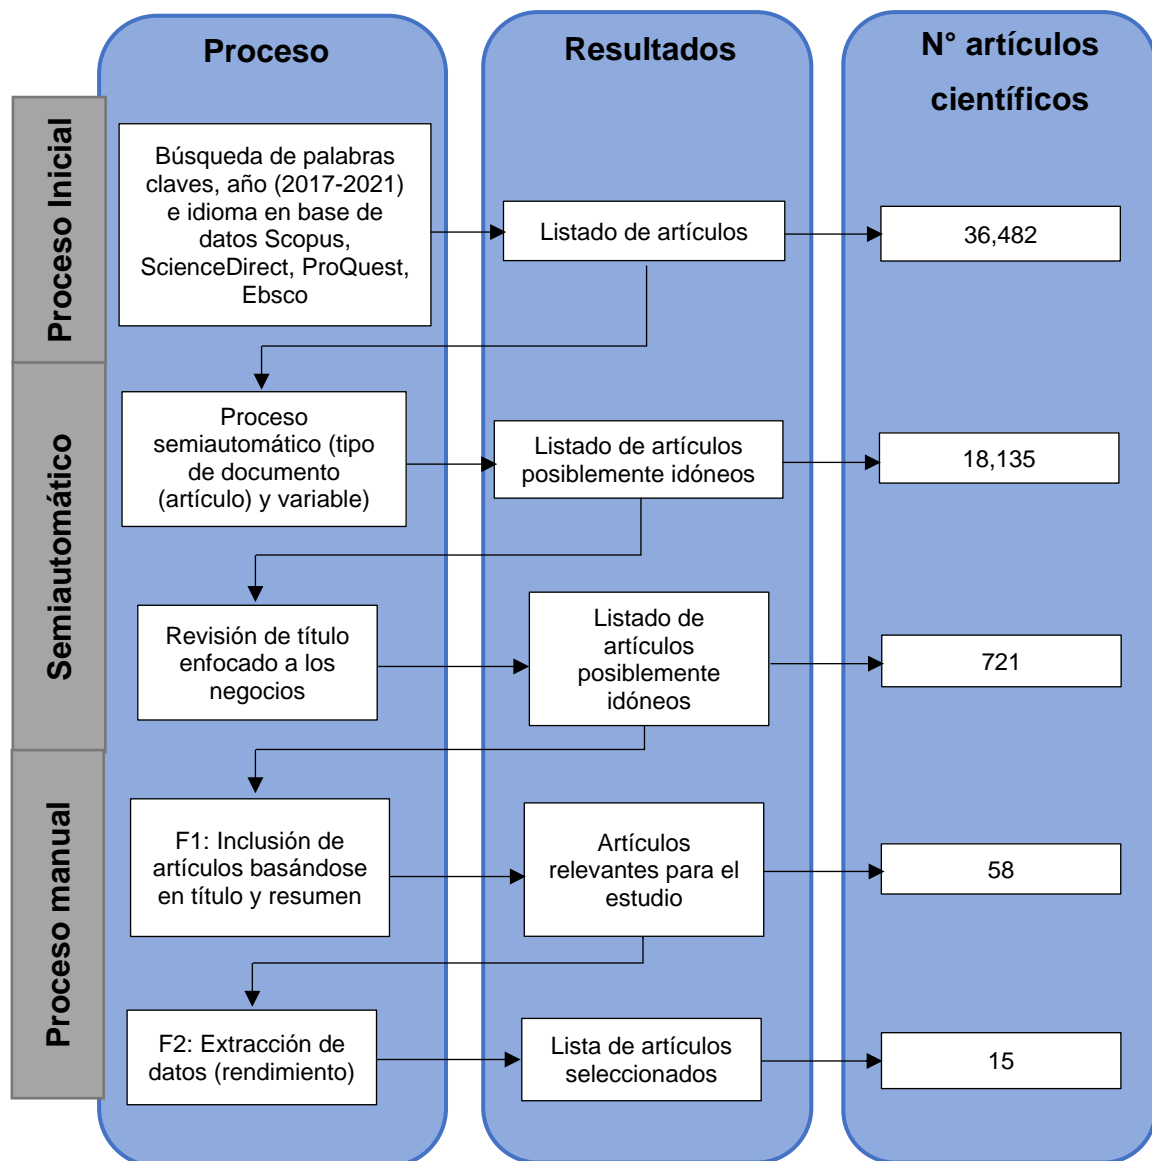 Proceso
Resultados
N° artículos
científicos
Proceso Inicial
Búsqueda de palabras
claves, año (2017-2021)
e idioma en base de
datos Scopus,
ScienceDirect, ProQuest,
Ebsco
Listado de artículos
36,482
Semiautomático
Proceso
semiautomático (tipo
de documento
(artículo) y variable)
Listado de artículos
posiblemente idóneos
18,135
Revisión de título
enfocado a los
negocios
Listado de
artículos
posiblemente
idóneos
721
Proceso manual
F1: Inclusión de
artículos basándose
en título y resumen
Artículos
relevantes para el
estudio
58
F2: Extracción de
datos (rendimiento)
Lista de artículos
seleccionados
15